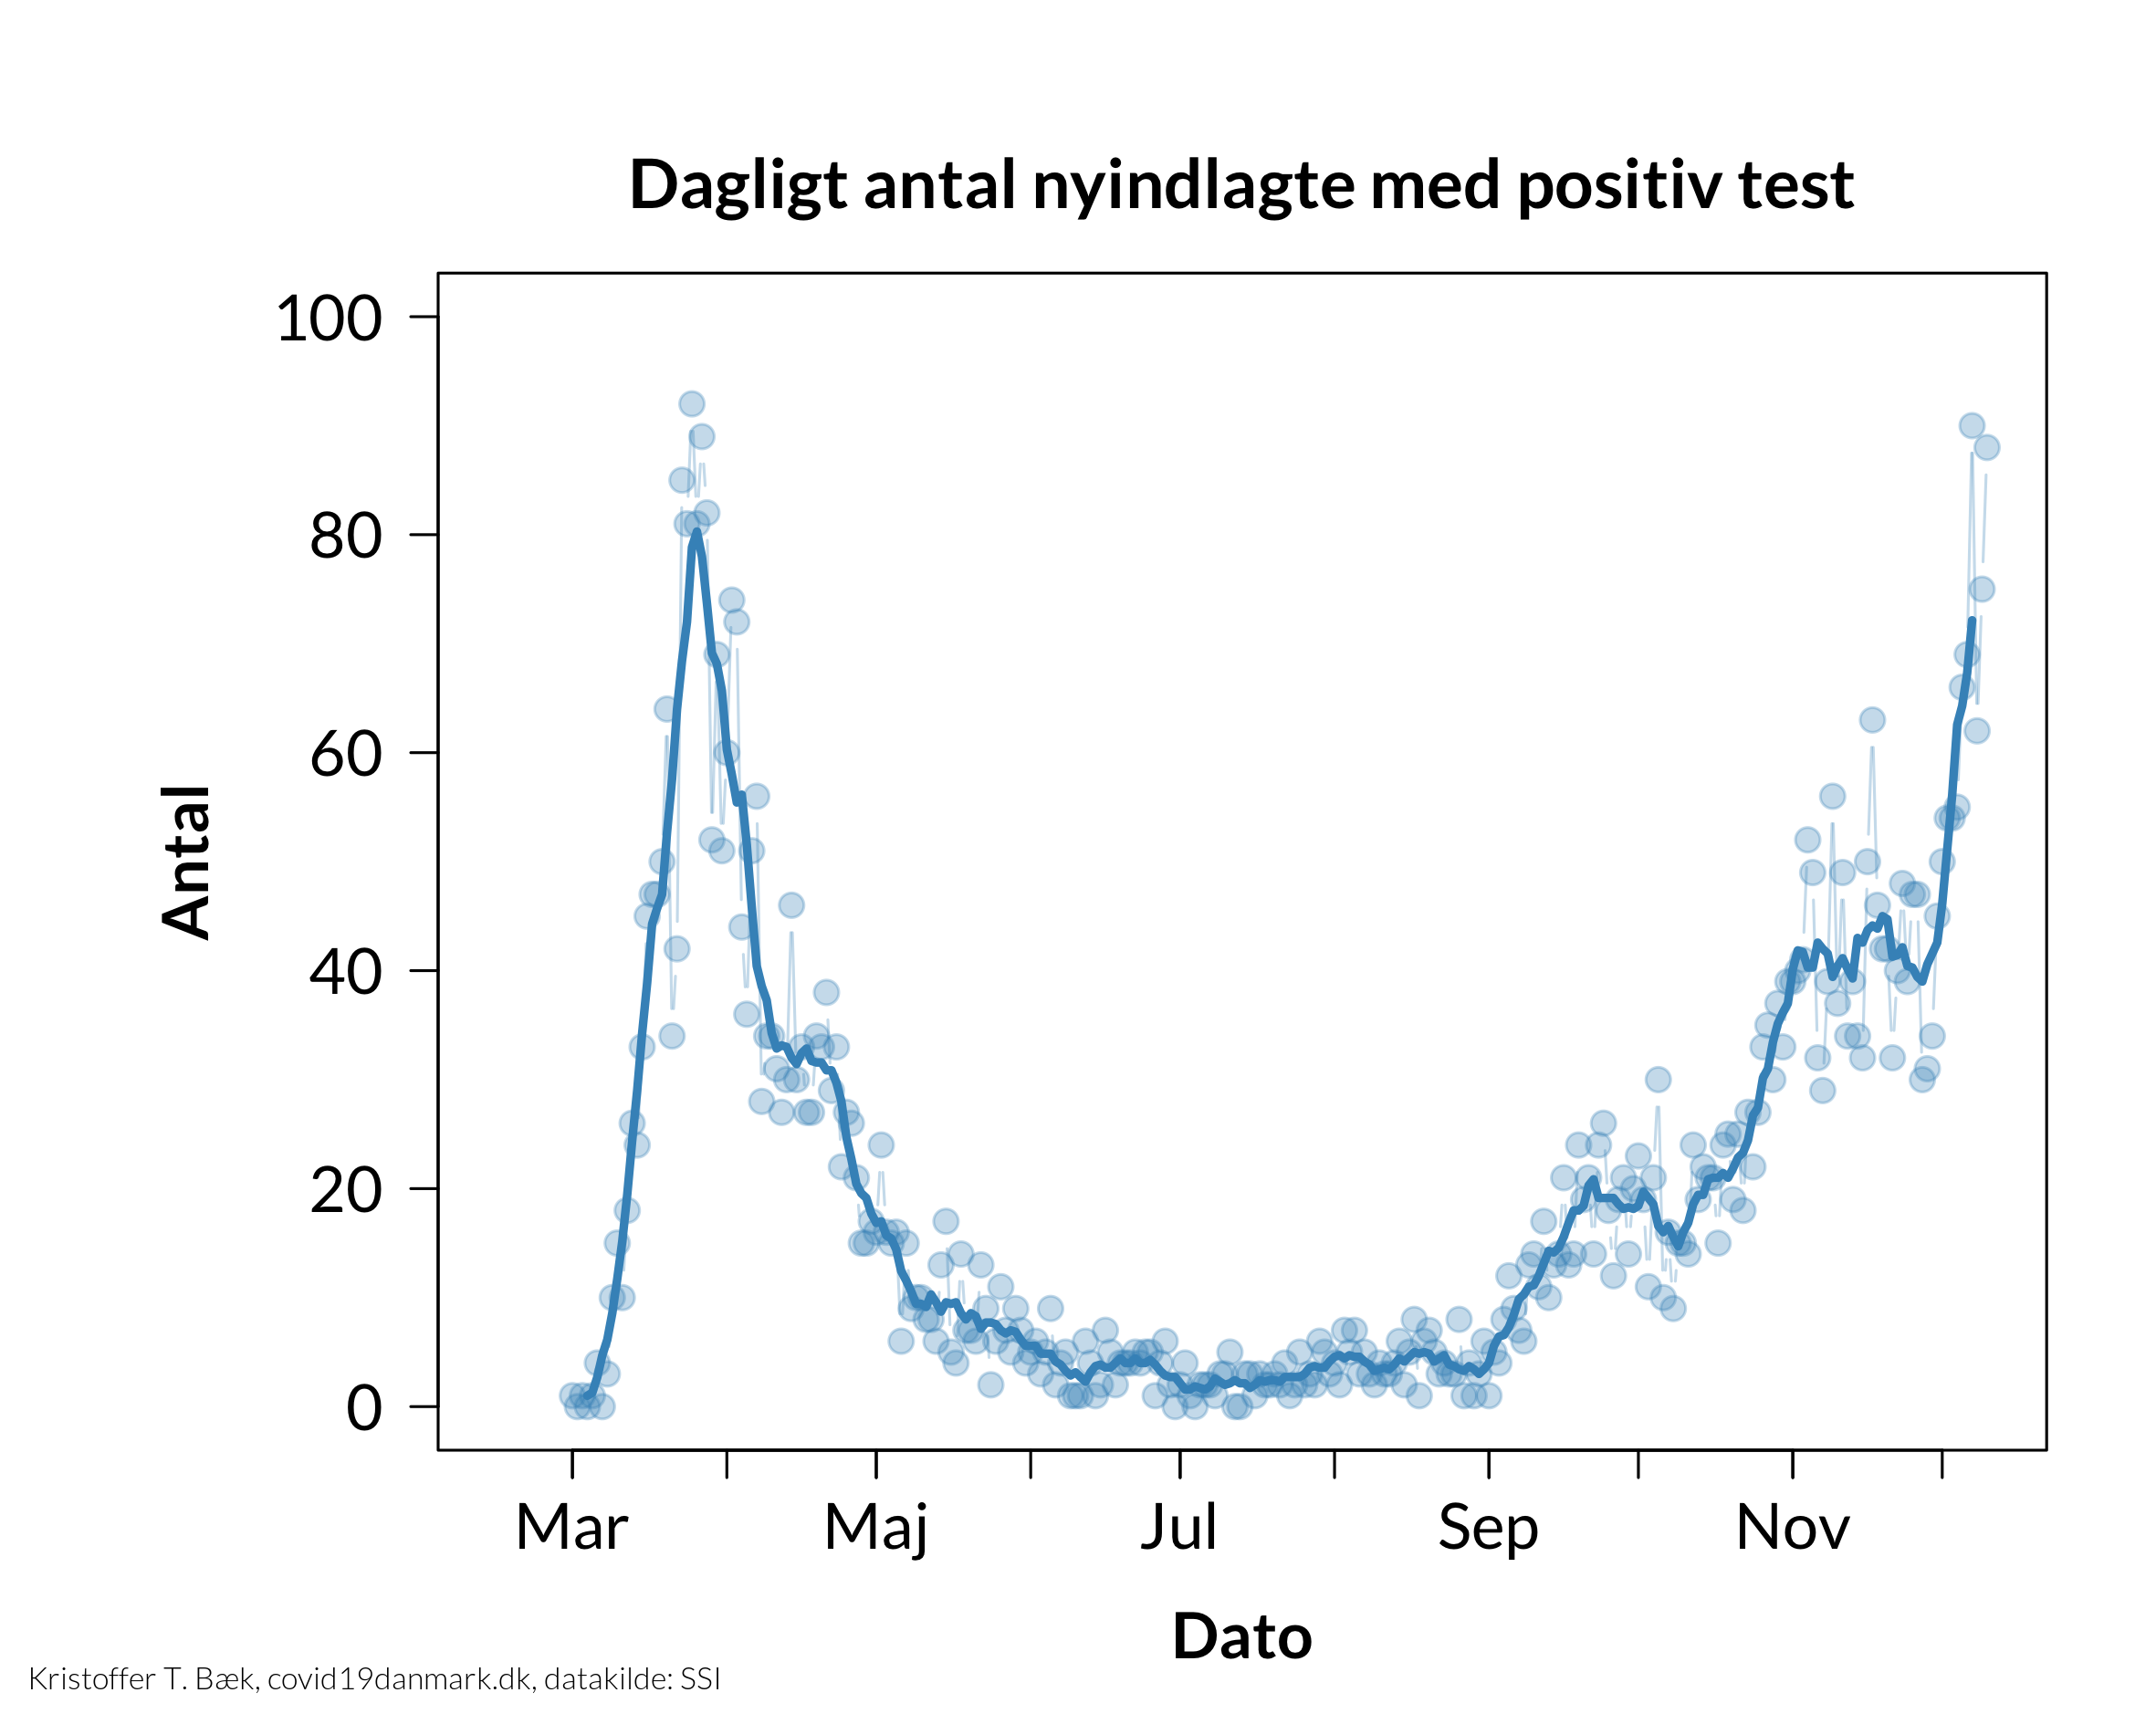 Dagligt antal nyindlagte med positiv test
100
80
60
40
20
0
Antal
Mar Maj Jul Sep Nov
Dato
Kristoffer T. Bæk, covid19danmark.dk, datakilde: SSI